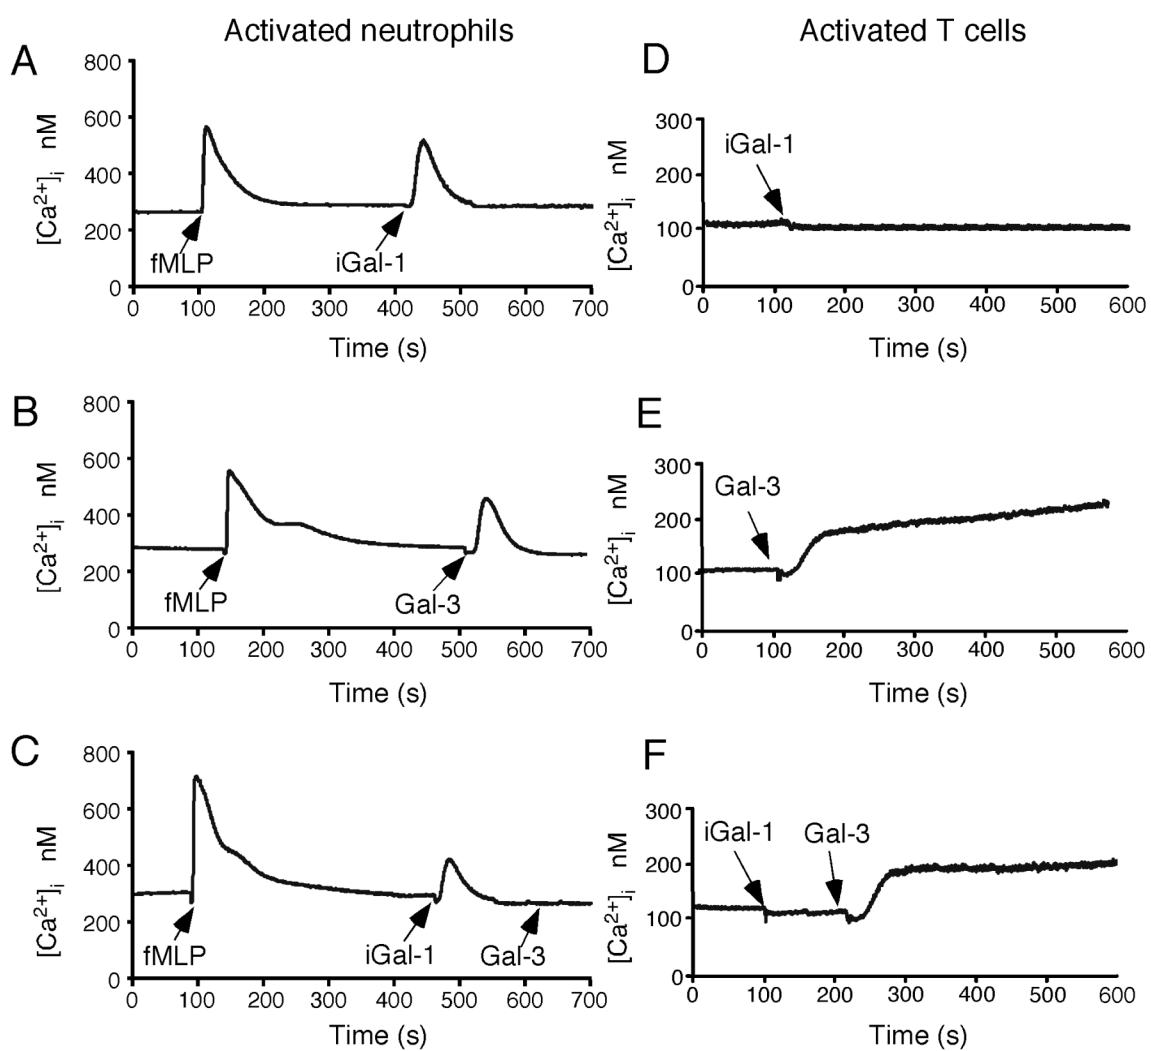 Activated neutrophils
Activated T cells
A
800
600
400
200
0
[Ca²⁺]ᵢ nM
fMLP
iGal-1
0 100 200 300 400 500 600 700
Time (s)
D
300
200
100
0
[Ca²⁺]ᵢ nM
iGal-1
0 100 200 300 400 500 600
Time (s)
B
800
600
400
200
0
[Ca²⁺]ᵢ nM
fMLP
Gal-3
0 100 200 300 400 500 600 700
Time (s)
E
300
200
100
0
[Ca²⁺]ᵢ nM
Gal-3
0 100 200 300 400 500 600
Time (s)
C
800
600
400
200
0
[Ca²⁺]ᵢ nM
fMLP
iGal-1
Gal-3
0 100 200 300 400 500 600 700
Time (s)
F
300
200
100
0
[Ca²⁺]ᵢ nM
iGal-1
Gal-3
0 100 200 300 400 500 600
Time (s)